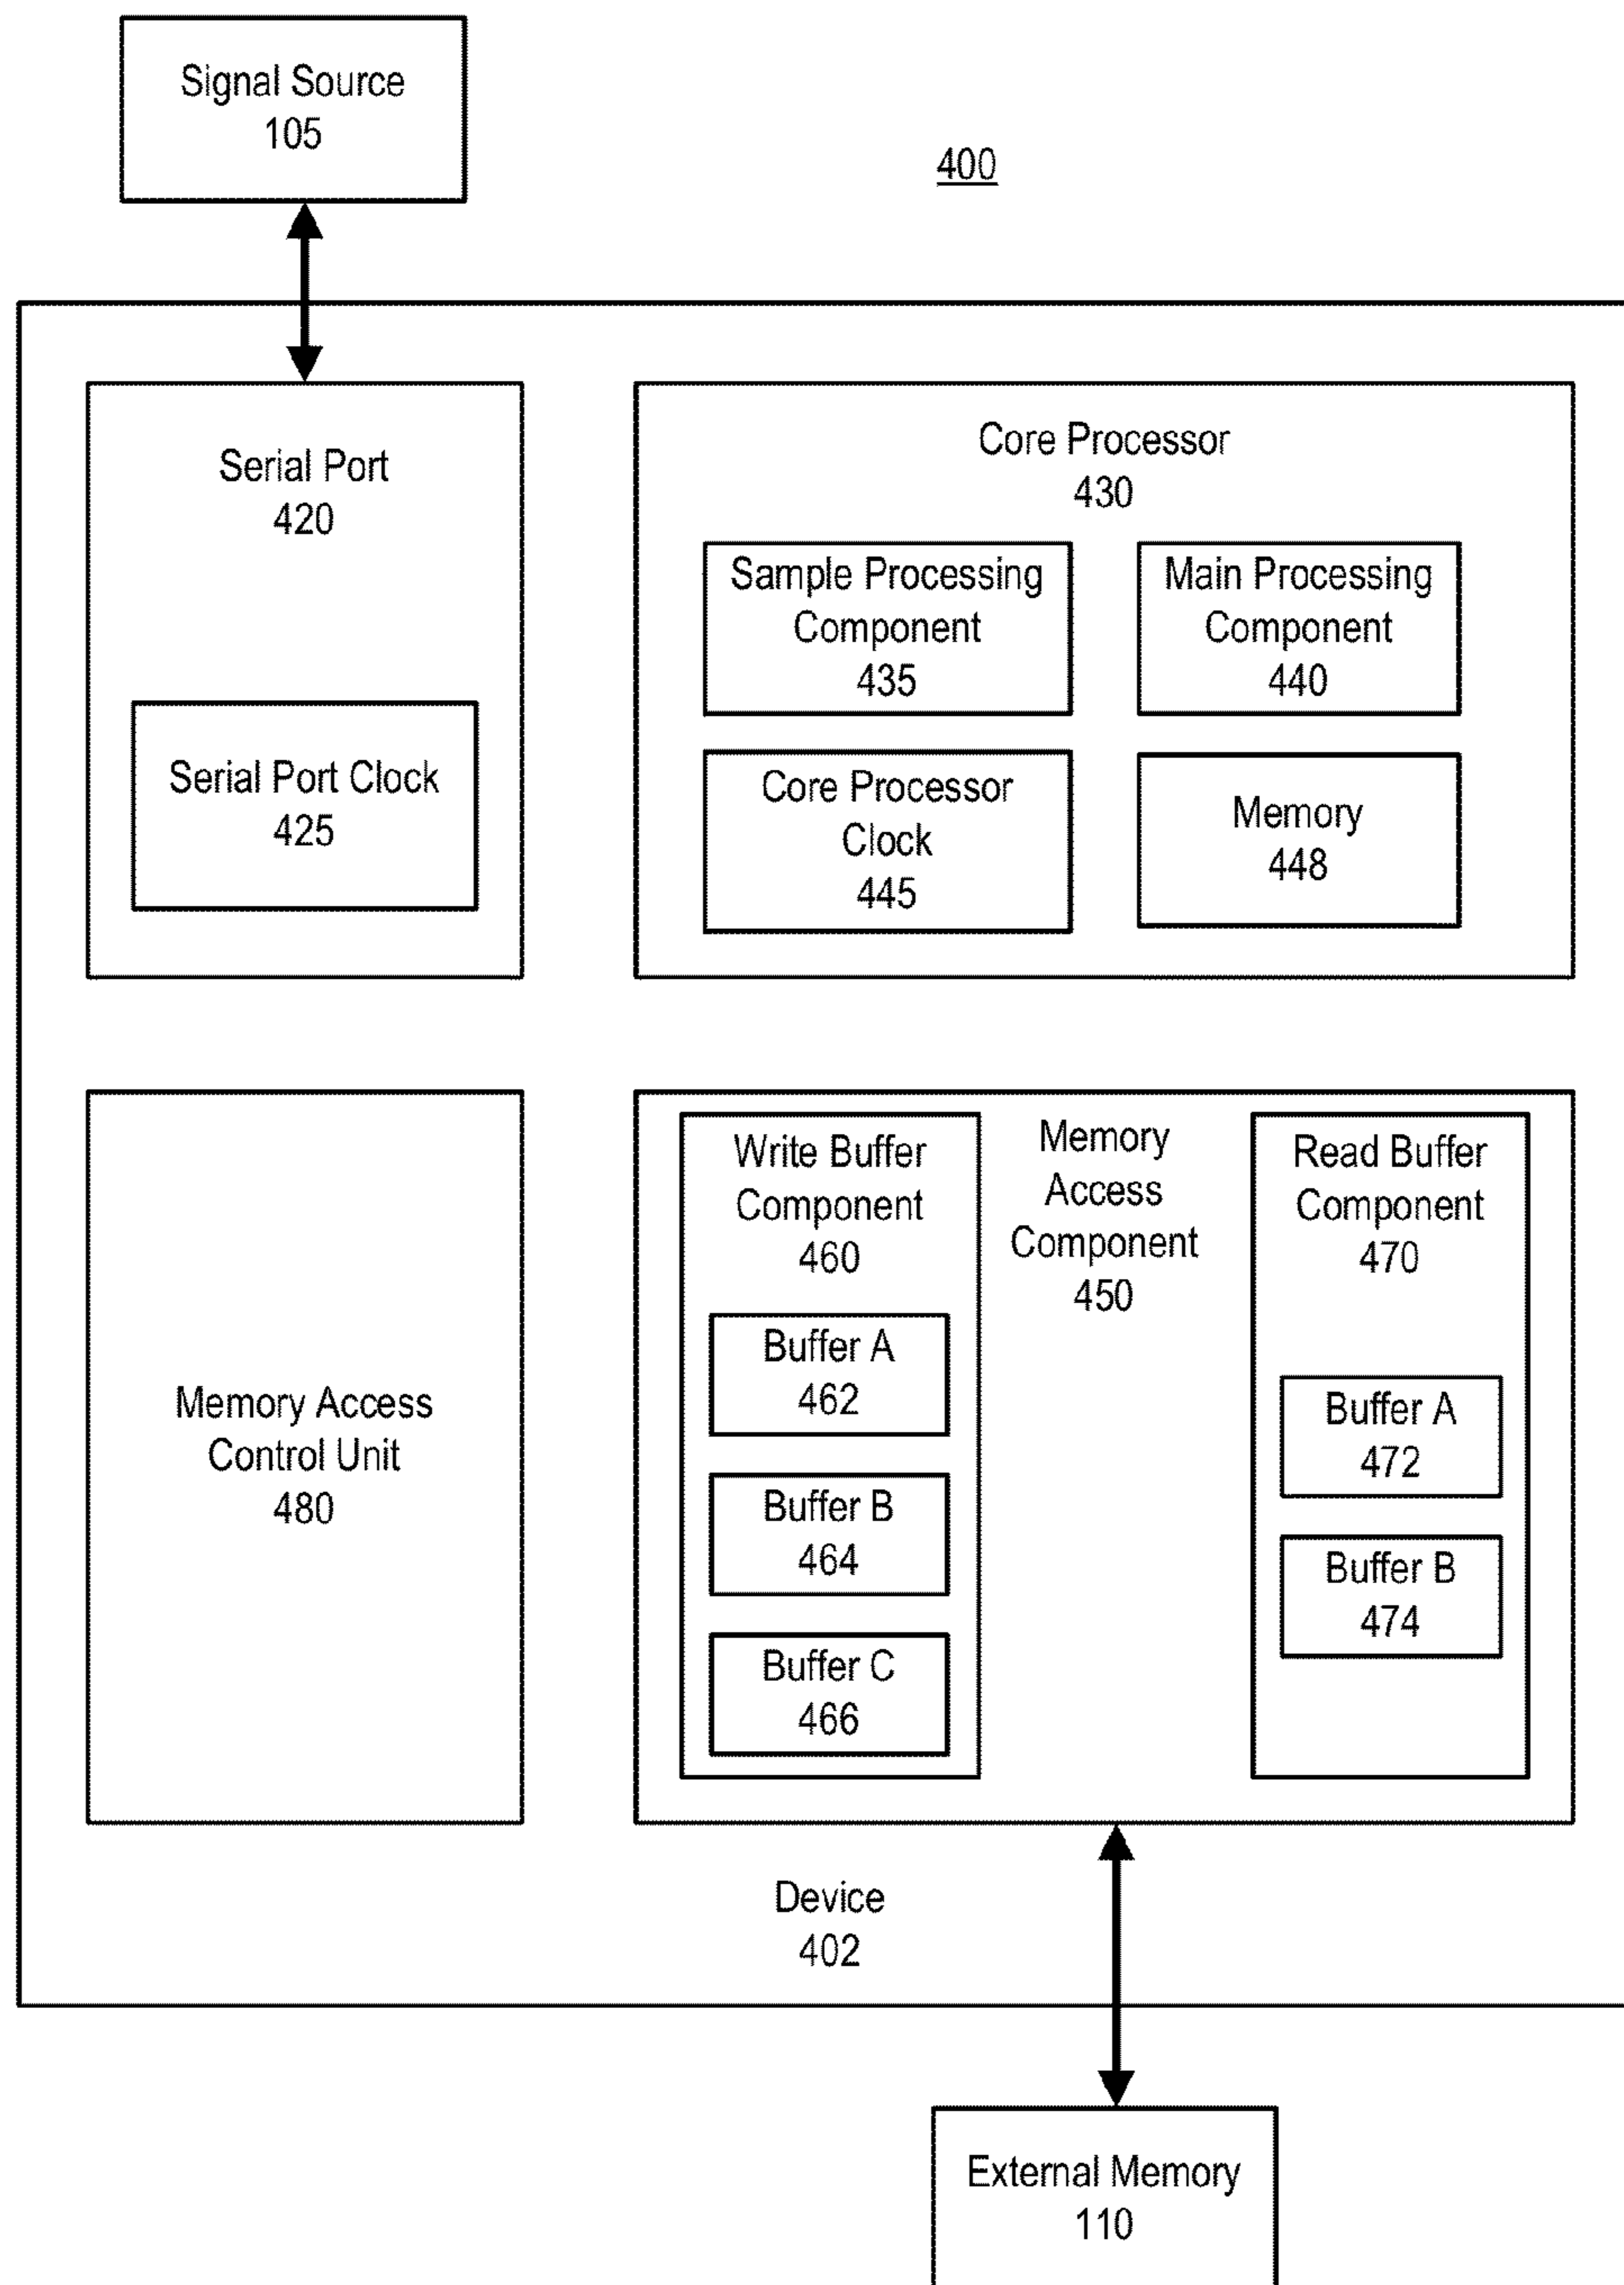 Signal Source
105
400
Serial Port
420
Serial Port Clock
425
Core Processor
430
Sample Processing
Component
435
Main Processing
Component
440
Core Processor
Clock
445
Memory
448
Memory Access
Control Unit
480
Write Buffer
Component
460
Buffer A
462
Buffer B
464
Buffer C
466
Memory
Access
Component
450
Read Buffer
Component
470
Buffer A
472
Buffer B
474
Device
402
External Memory
110